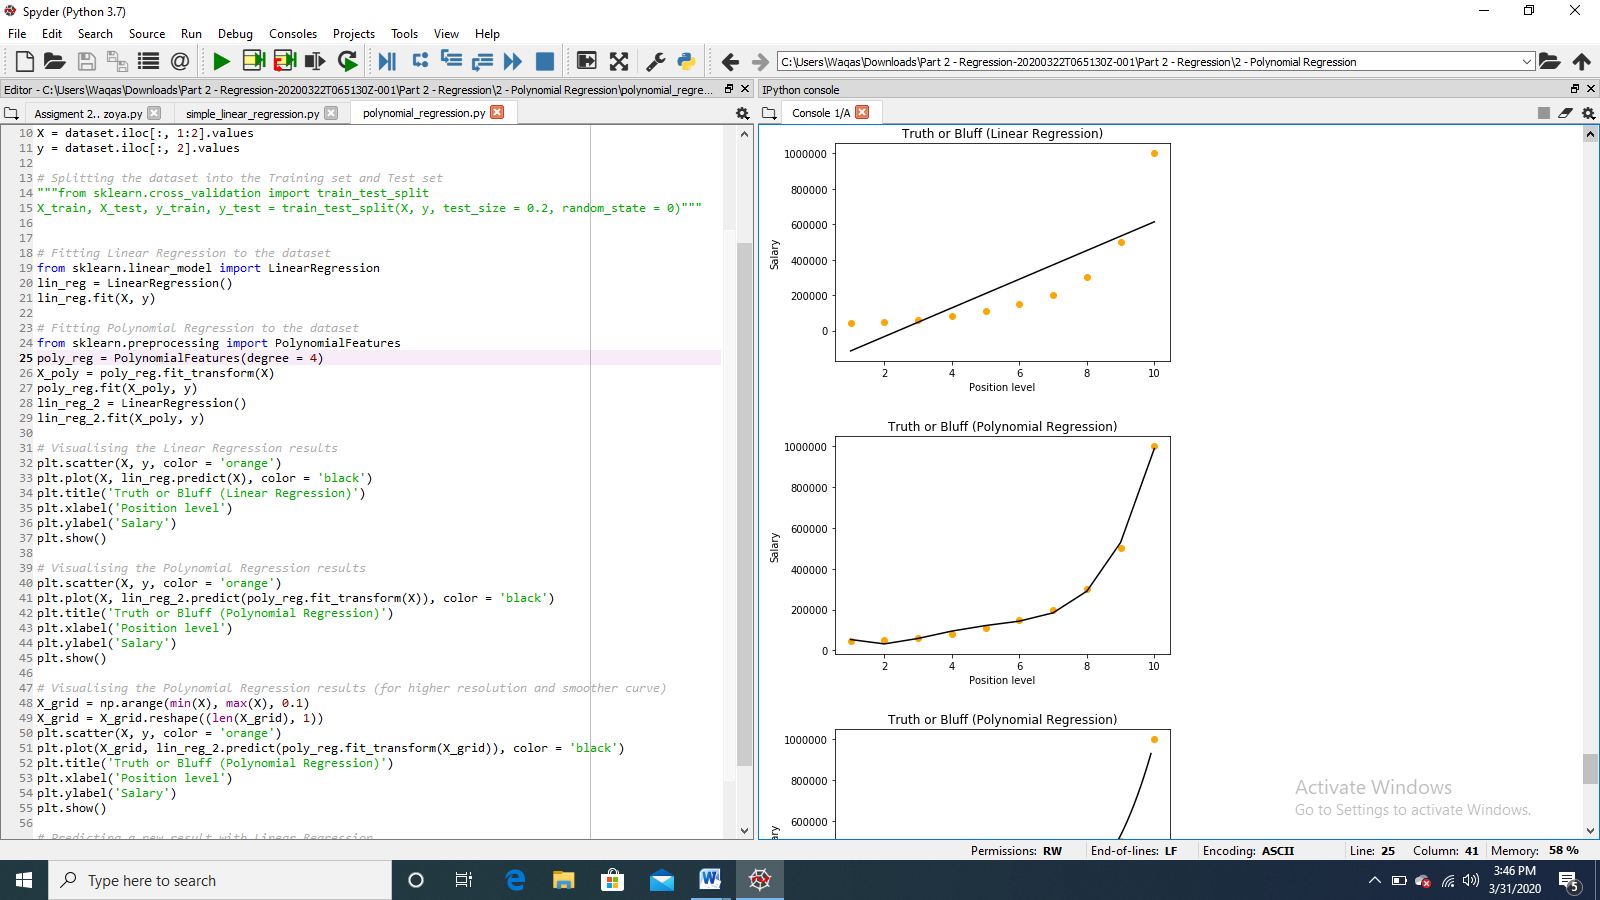 Spyder (Python 3.7)
File Edit Search Source Run Debug Consoles Projects Tools View Help
C:\Users\Waqas\Downloads\Part 2 - Regression-20200322T065130Z-001\Part 2 - Regression\2 - Polynomial Regression
Editor - C:\Users\Waqas\Downloads\Part 2 - Regression-20200322T065130Z-001\Part 2 - Regression\2 - Polynomial Regression\polynomial_regre...
Assigment 2.. zoya.py simple_linear_regression.py polynomial_regression.py
10 X = dataset.iloc[:, 1:2].values
11 y = dataset.iloc[:, 2].values
12
13 # Splitting the dataset into the Training set and Test set
14 """from sklearn.cross_validation import train_test_split
15 X_train, X_test, y_train, y_test = train_test_split(X, y, test_size = 0.2, random_state = 0)"""
16
17
18 # Fitting Linear Regression to the dataset
19 from sklearn.linear_model import LinearRegression
20 lin_reg = LinearRegression()
21 lin_reg.fit(X, y)
22
23 # Fitting Polynomial Regression to the dataset
24 from sklearn.preprocessing import PolynomialFeatures
25 poly_reg = PolynomialFeatures(degree = 4)
26 X_poly = poly_reg.fit_transform(X)
27 poly_reg.fit(X_poly, y)
28 lin_reg_2 = LinearRegression()
29 lin_reg_2.fit(X_poly, y)
30
31 # Visualising the Linear Regression results
32 plt.scatter(X, y, color = 'orange')
33 plt.plot(X, lin_reg.predict(X), color = 'black')
34 plt.title('Truth or Bluff (Linear Regression)')
35 plt.xlabel('Position level')
36 plt.ylabel('Salary')
37 plt.show()
38
39 # Visualising the Polynomial Regression results
40 plt.scatter(X, y, color = 'orange')
41 plt.plot(X, lin_reg_2.predict(poly_reg.fit_transform(X)), color = 'black')
42 plt.title('Truth or Bluff (Polynomial Regression)')
43 plt.xlabel('Position level')
44 plt.ylabel('Salary')
45 plt.show()
46
47 # Visualising the Polynomial Regression results (for higher resolution and smoother curve)
48 X_grid = np.arange(min(X), max(X), 0.1)
49 X_grid = X_grid.reshape((len(X_grid), 1))
50 plt.scatter(X, y, color = 'orange')
51 plt.plot(X_grid, lin_reg_2.predict(poly_reg.fit_transform(X_grid)), color = 'black')
52 plt.title('Truth or Bluff (Polynomial Regression)')
53 plt.xlabel('Position level')
54 plt.ylabel('Salary')
55 plt.show()
56
# Predicting a new result with Linear Regression
IPython console
Console 1/A
Truth or Bluff (Linear Regression)
1000000
800000
600000
400000
200000
0
Salary
2 4 6 8 10
Position level
Truth or Bluff (Polynomial Regression)
1000000
800000
600000
400000
200000
0
Salary
2 4 6 8 10
Position level
Truth or Bluff (Polynomial Regression)
1000000
800000
600000
Activate Windows
Go to Settings to activate Windows.
Permissions: RW End-of-lines: LF Encoding: ASCII Line: 25 Column: 41 Memory: 58 %
Type here to search
3:46 PM
3/31/2020
5